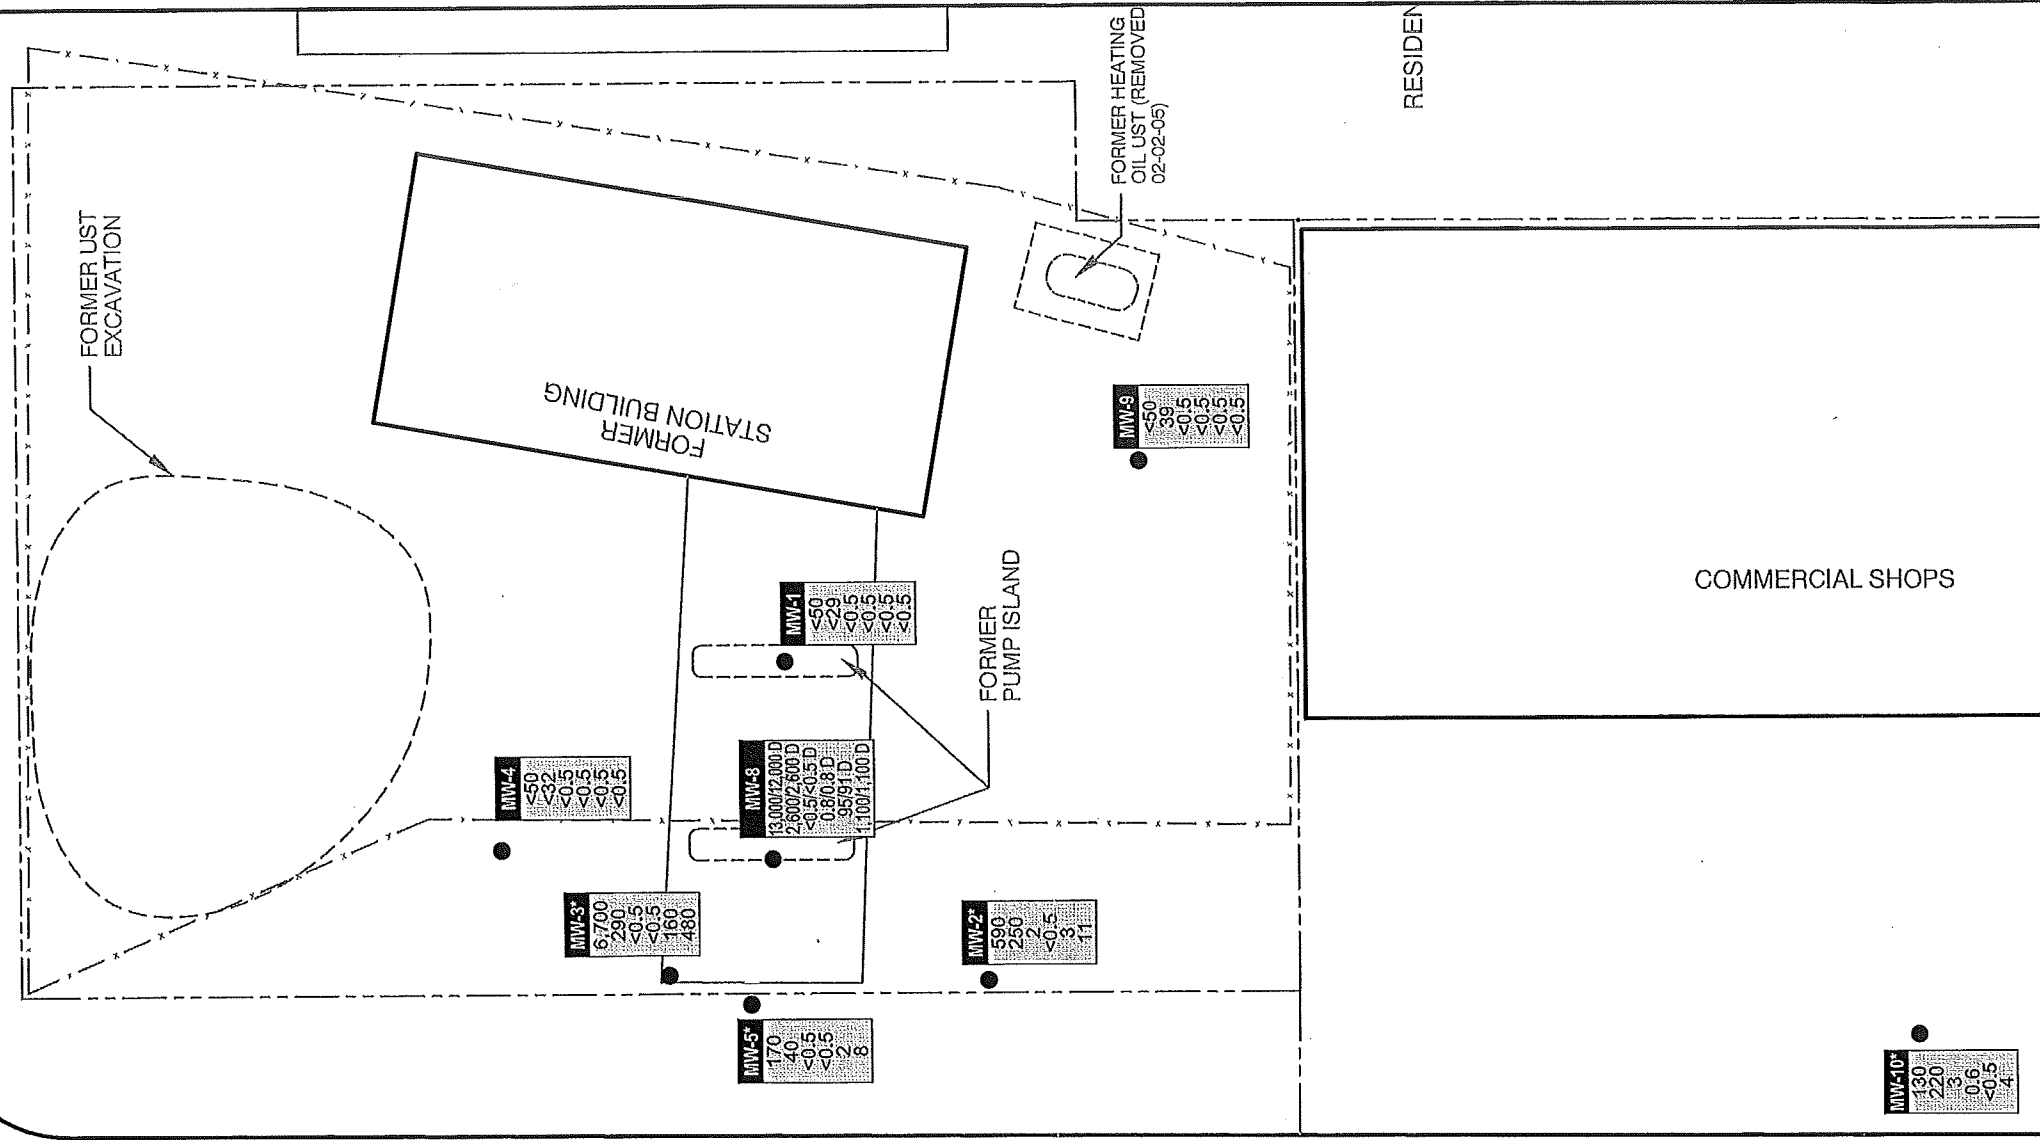 FORMER UST
EXCAVATION
FORMER
STATION BUILDING
FORMER HEATING
OIL UST (REMOVED
02-02-05)
RESIDEN
MW-9
<50
39
<0.5
<0.5
<0.5
<0.5
MW-1
<50
<29
<0.5
<0.5
<0.5
<0.5
FORMER
PUMP ISLAND
COMMERCIAL SHOPS
MW-4
<50
<32
<0.5
<0.5
<0.5
<0.5
MW-8
13,000/12,000 D
2,600/2,600 D
<0.5/<0.5 D
0.8/0.8 D
95/91 D
1,100/1,100 D
MW-3*
6,700
290
<0.5
<0.5
160
480
MW-2*
590
250
2
<0.5
3
11
MW-5*
170
40
<0.5
<0.5
2
8
MW-10*
130
220
3
0.6
<0.5
4